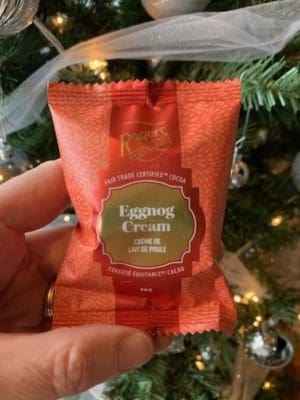 Rogers'
FAIR TRADE CERTIFIED™ COCOA
Eggnog
Cream
CRÈME DE
LAIT DE POULE
CERTIFIÉ ÉQUITABLE™ CACAO